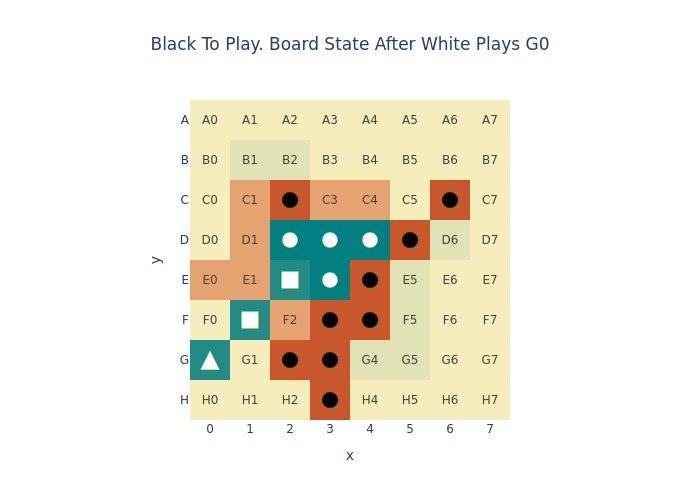 Black To Play. Board State After White Plays G0
A A0 A1 A2 A3 A4 A5 A6 A7
B B0 B1 B2 B3 B4 B5 B6 B7
C C0 C1 C3 C4 C5 C7
D D0 D1 D6 D7
y
E E0 E1 E5 E6 E7
F F0 F2 F5 F6 F7
G G1 G4 G5 G6 G7
H H0 H1 H2 H4 H5 H6 H7
0 1 2 3 4 5 6 7
x